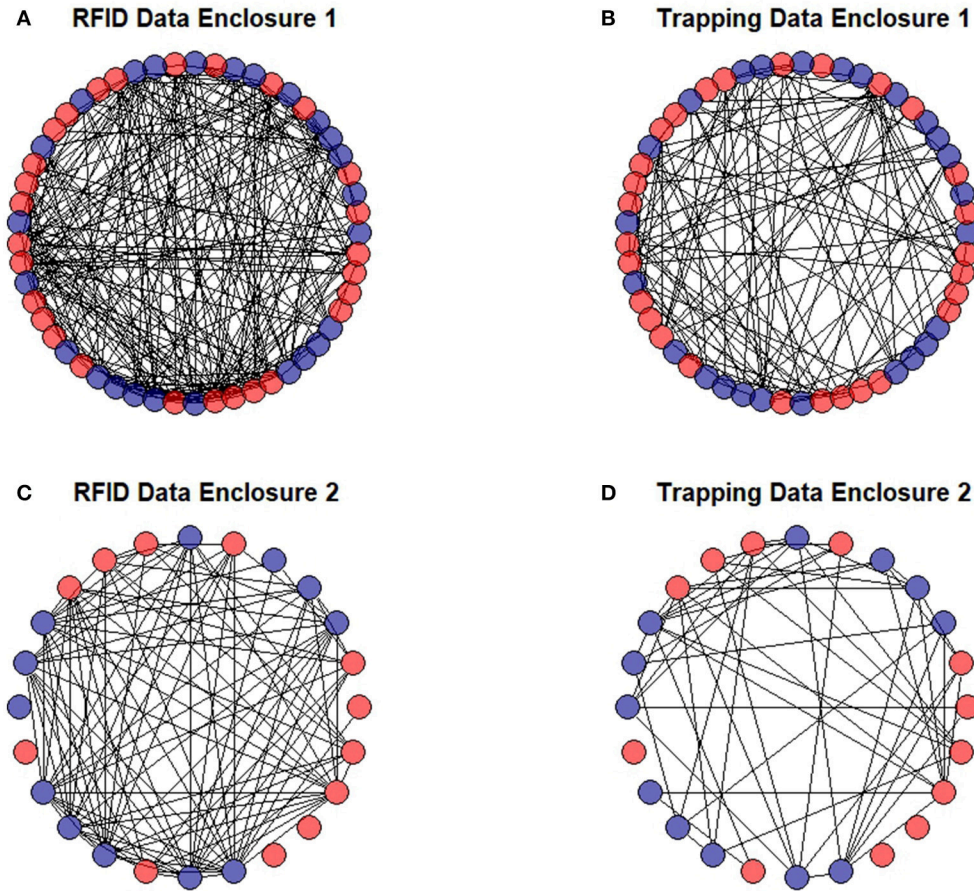 A RFID Data Enclosure 1
B Trapping Data Enclosure 1
C RFID Data Enclosure 2
D Trapping Data Enclosure 2